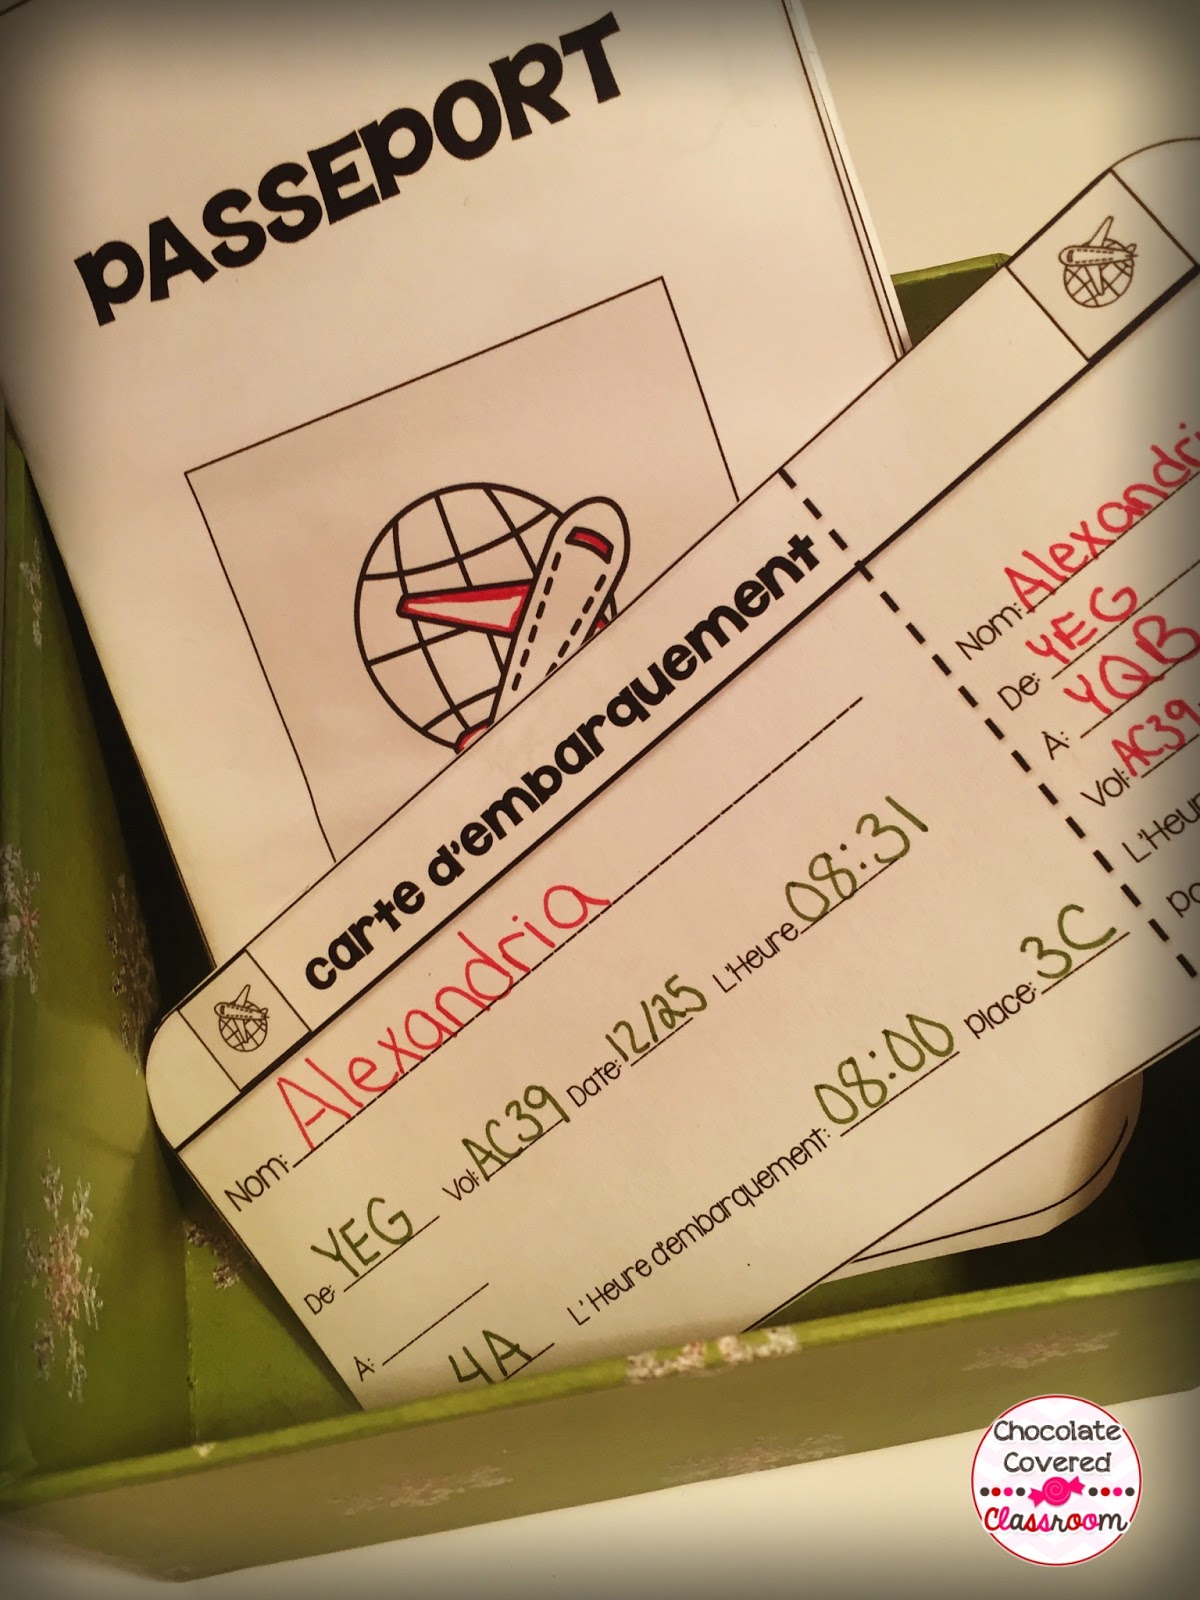 PASSEPORT
carte d'embarquement
Nom: Alexandria
De: YEG Vol: AC39 Date: 12/25 L'Heure 08:31
À:
4A L'Heure d'embarquement: 08:00 place: 3C
Nom: Alexandri
De: YEG
À: YQB
Vol: AC39
L'Heure
Chocolate
Covered
Classroom